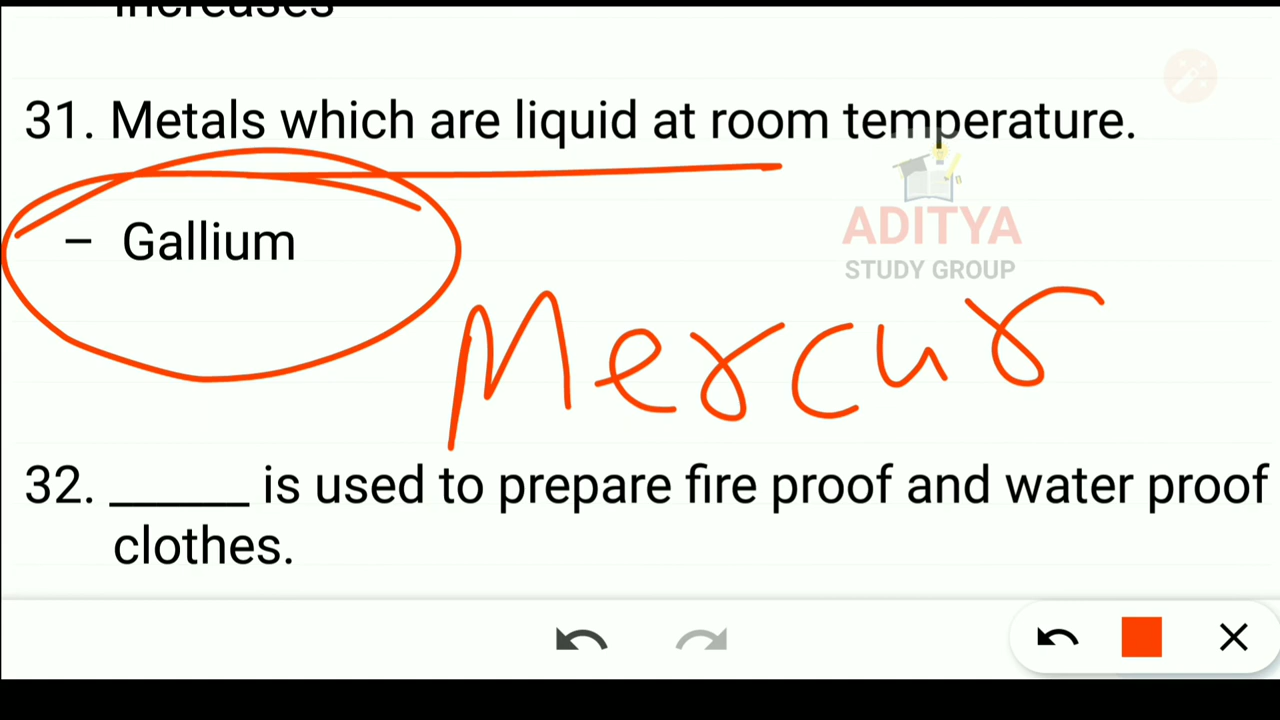 increases
31. Metals which are liquid at room temperature.
ADITYA
STUDY GROUP
– Gallium
Mercur
32. ______ is used to prepare fire proof and water proof
clothes.